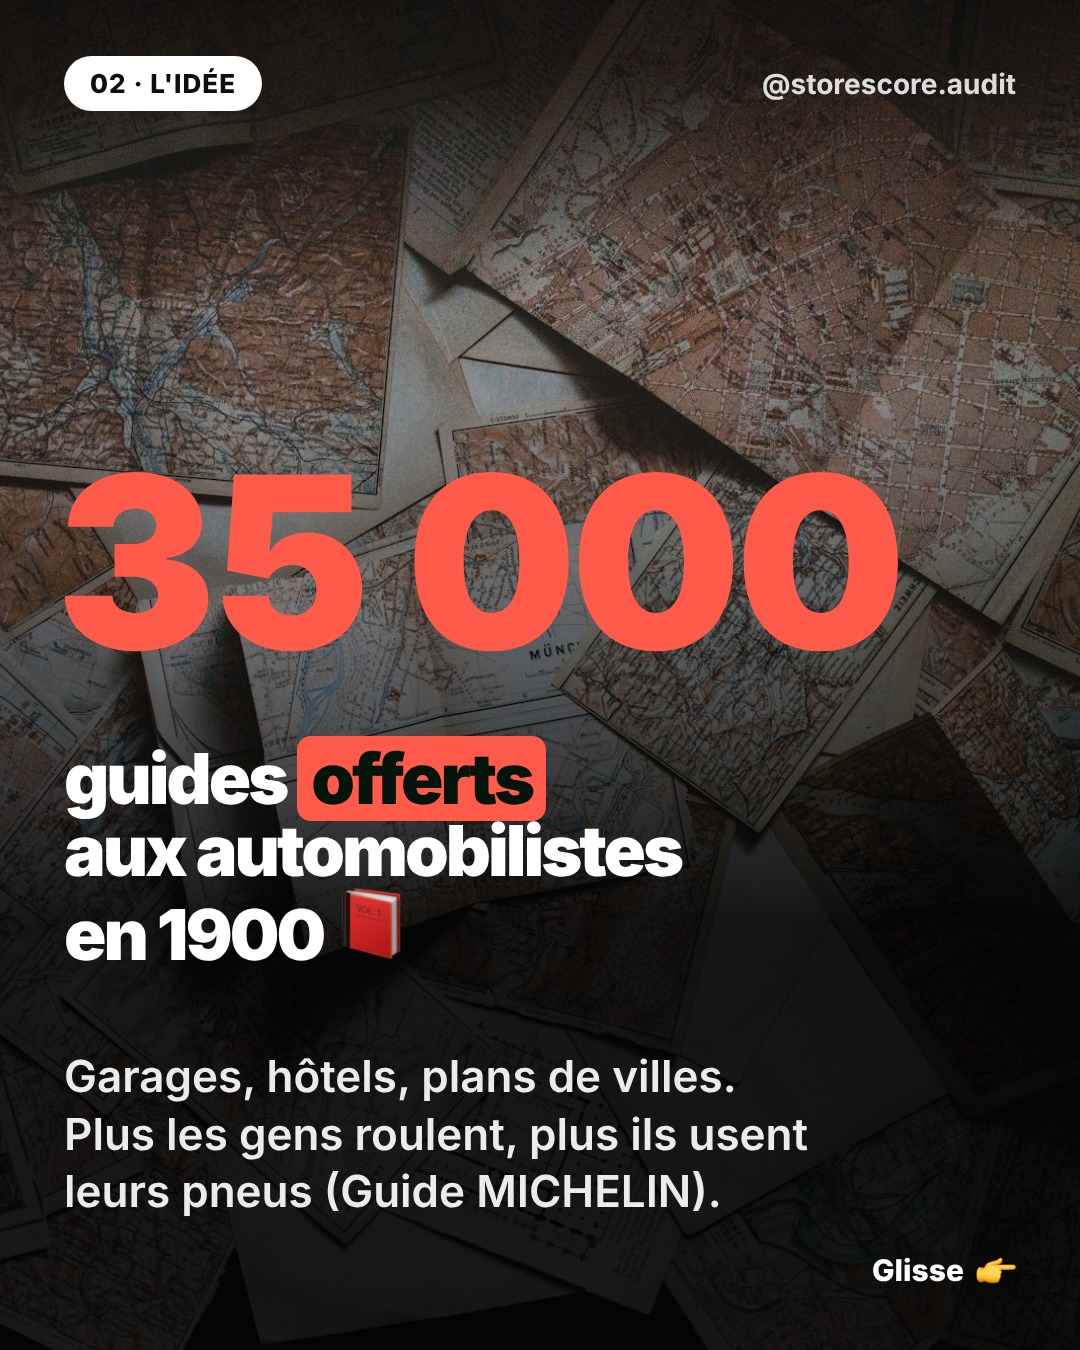 02 · L'IDÉE
@storescore.audit
35 000
guides offerts
aux automobilistes
en 1900 📕
Garages, hôtels, plans de villes.
Plus les gens roulent, plus ils usent
leurs pneus (Guide MICHELIN).
Glisse 👉